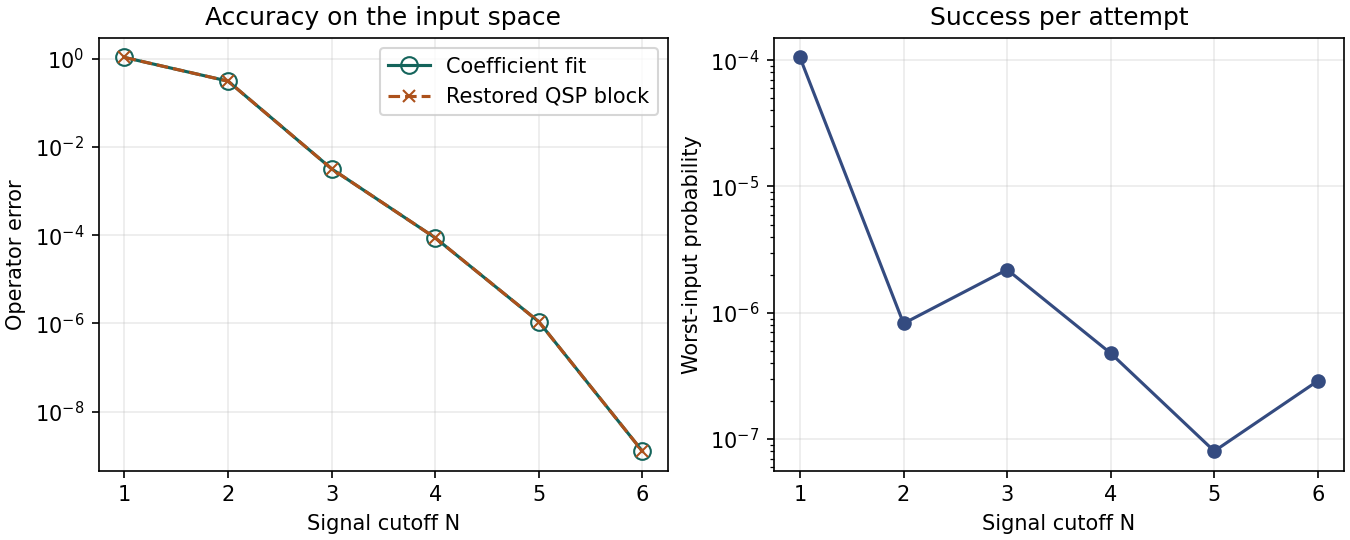 Accuracy on the input space
Operator error
10⁰
10⁻²
10⁻⁴
10⁻⁶
10⁻⁸
Coefficient fit
Restored QSP block
1 2 3 4 5 6
Signal cutoff N
Success per attempt
Worst-input probability
10⁻⁴
10⁻⁵
10⁻⁶
10⁻⁷
1 2 3 4 5 6
Signal cutoff N